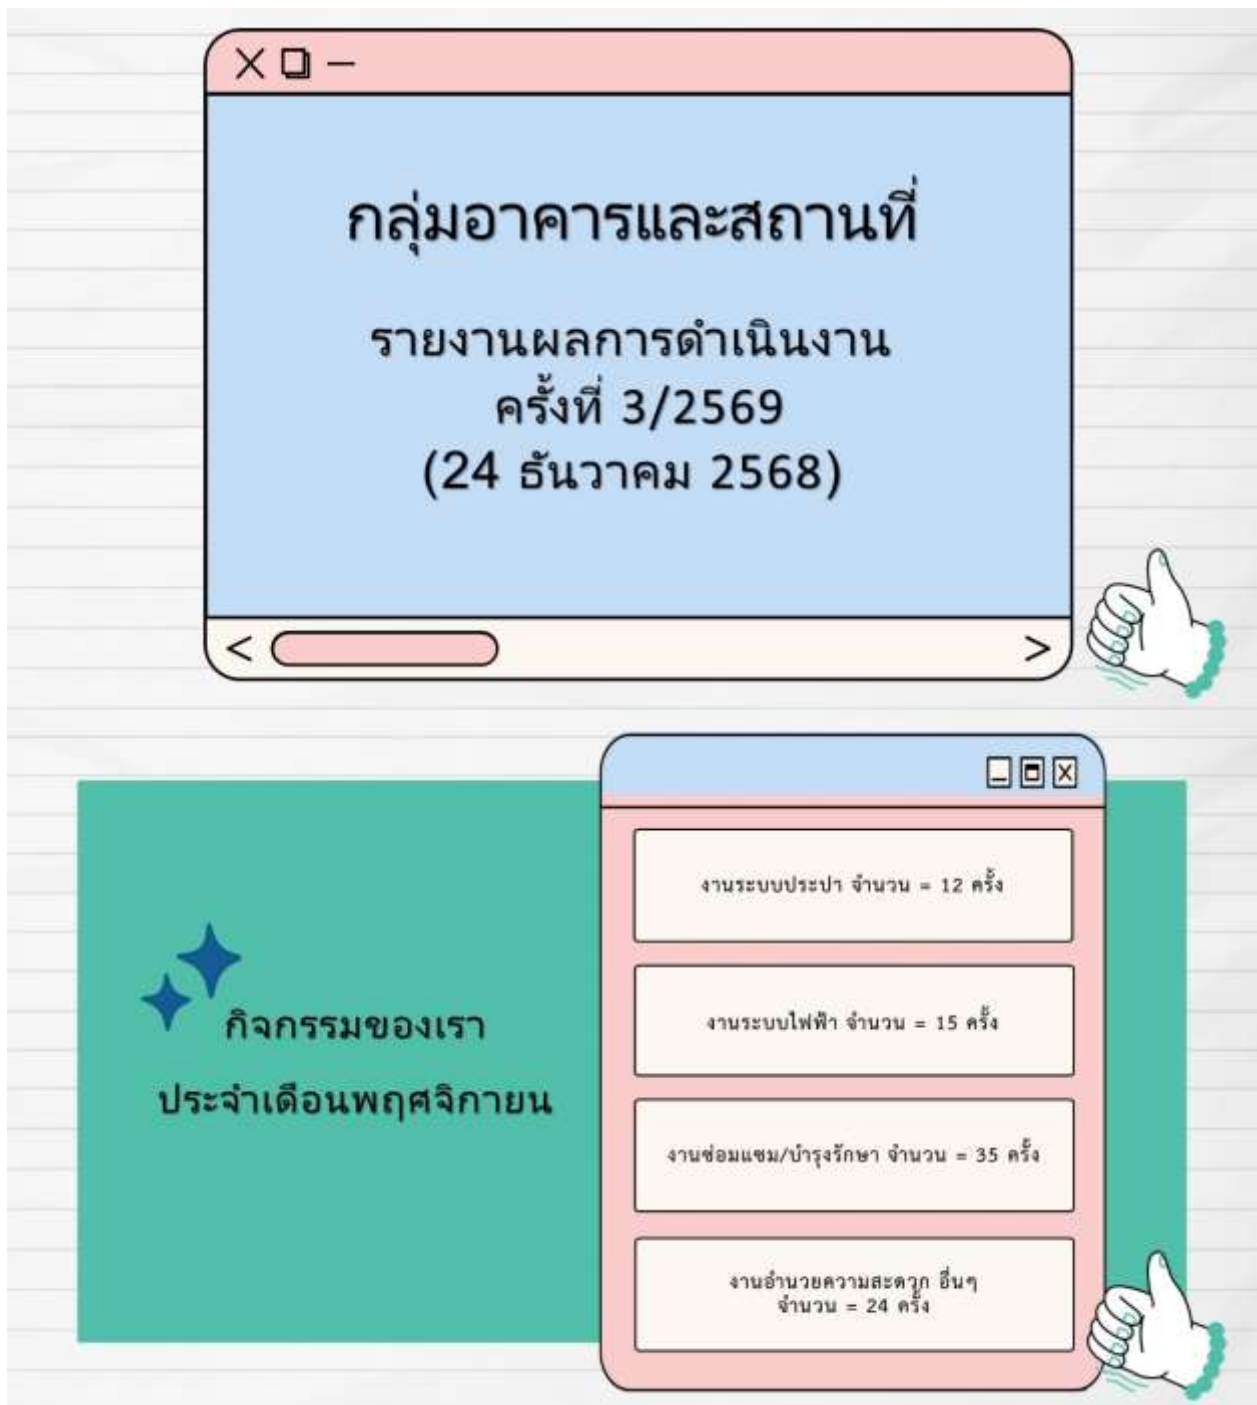 กลุ่มอาคารและสถานที่
รายงานผลการดำเนินงาน
ครั้งที่ 3/2569
(24 ธันวาคม 2568)
กิจกรรมของเรา
ประจำเดือนพฤศจิกายน
งานระบบประปา จำนวน = 12 ครั้ง
งานระบบไฟฟ้า จำนวน = 15 ครั้ง
งานซ่อมแซม/บำรุงรักษา จำนวน = 35 ครั้ง
งานอำนวยความสะดวก อื่นๆ
จำนวน = 24 ครั้ง